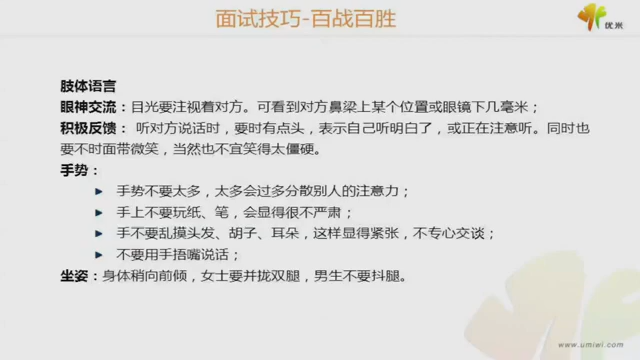 面试技巧-百战百胜
优米
肢体语言
眼神交流：目光要注视着对方。可看到对方鼻梁上某个位置或眼镜下几毫米；
积极反馈： 听对方说话时，要时有点头，表示自己听明白了，或正在注意听。同时也
要不时面带微笑，当然也不宜笑得太僵硬。
手势：
手势不要太多，太多会过多分散别人的注意力；
手上不要玩纸、笔，会显得很不严肃；
手不要乱摸头发、胡子、耳朵，这样显得紧张，不专心交谈；
不要用手捂嘴说话；
坐姿：身体稍向前倾，女士要并拢双腿，男生不要抖腿。
www.umiwi.com